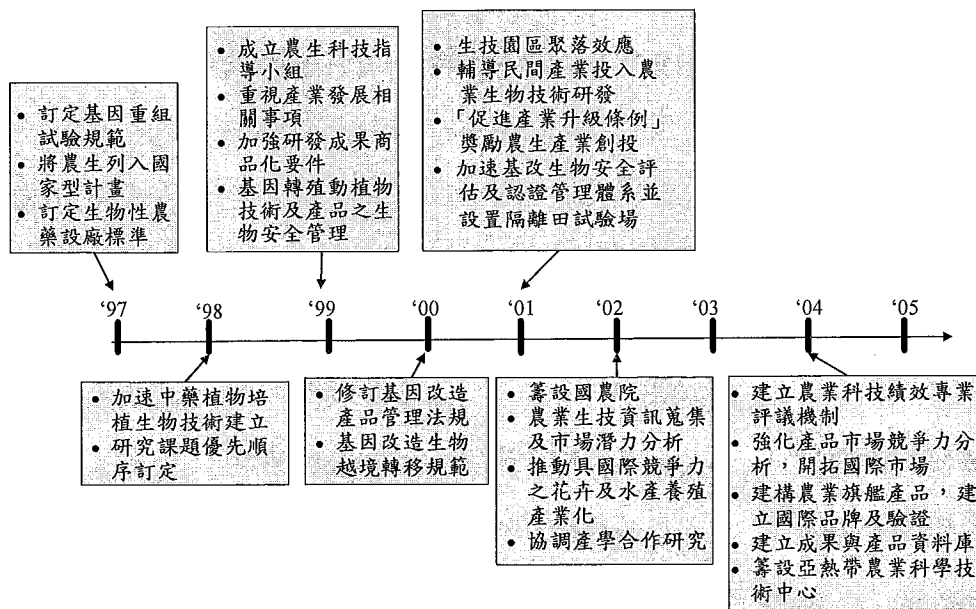 • 訂定基因重組
試驗規範
• 將農生列入國
家型計畫
• 訂定生物性農
藥設廠標準
• 成立農生科技指
導小組
• 重視產業發展相
關事項
• 加強研發成果商
品化要件
• 基因轉殖動植物
技術及產品之生
物安全管理
• 生技園區聚落效應
• 輔導民間產業投入農
業生物技術研發
• 「促進產業升級條例」
獎勵農生產業創投
• 加速基改生物安全評
估及認證管理體系並
設置隔離田試驗場
‘97 ‘98 ‘99 ‘00 ‘01 ‘02 ‘03 ‘04 ‘05
• 加速中藥植物培
植生物技術建立
• 研究課題優先順
序訂定
• 修訂基因改造
產品管理法規
• 基因改造生物
越境轉移規範
• 籌設國農院
• 農業生技資訊蒐集
及市場潛力分析
• 推動具國際競爭力
之花卉及水產養殖
產業化
• 協調產學合作研究
• 建立農業科技績效專業
評議機制
• 強化產品市場競爭力分
析，開拓國際市場
• 建構農業旗艦產品，建
立國際品牌及驗證
• 建立成果與產品資料庫
• 籌設亞熱帶農業科學技
術中心